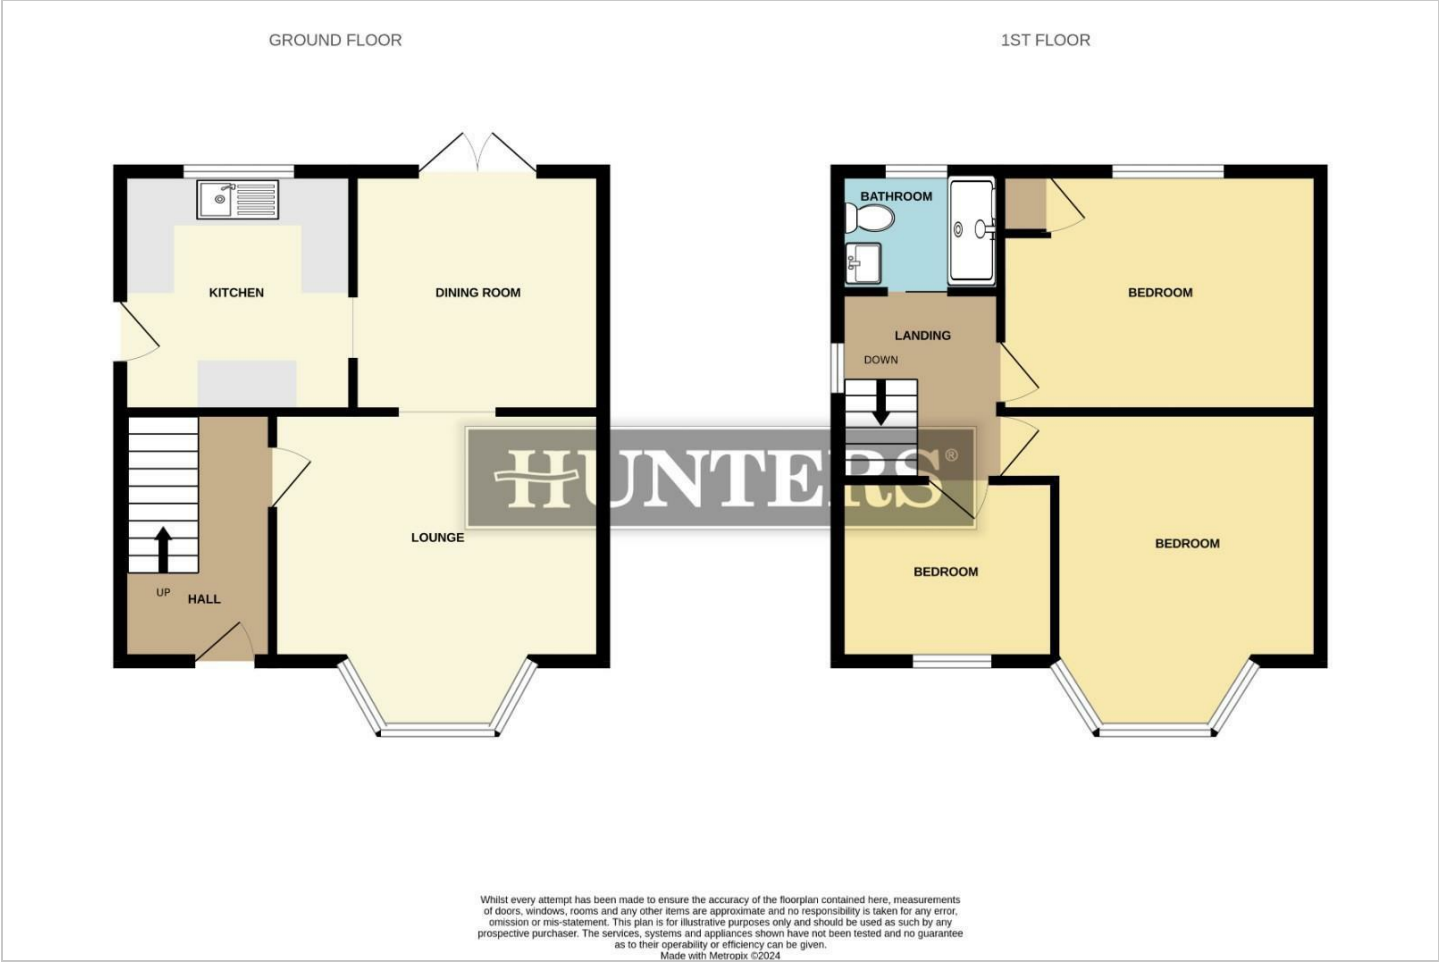 GROUND FLOOR
1ST FLOOR
KITCHEN
DINING ROOM
UP
HALL
LOUNGE
BATHROOM
BEDROOM
LANDING
DOWN
BEDROOM
BEDROOM
HUNTERS®
Whilst every attempt has been made to ensure the accuracy of the floorplan contained here, measurements
of doors, windows, rooms and any other items are approximate and no responsibility is taken for any error,
omission or mis-statement. This plan is for illustrative purposes only and should be used as such by any
prospective purchaser. The services, systems and appliances shown have not been tested and no guarantee
as to their operability or efficiency can be given.
Made with Metropix ©2024